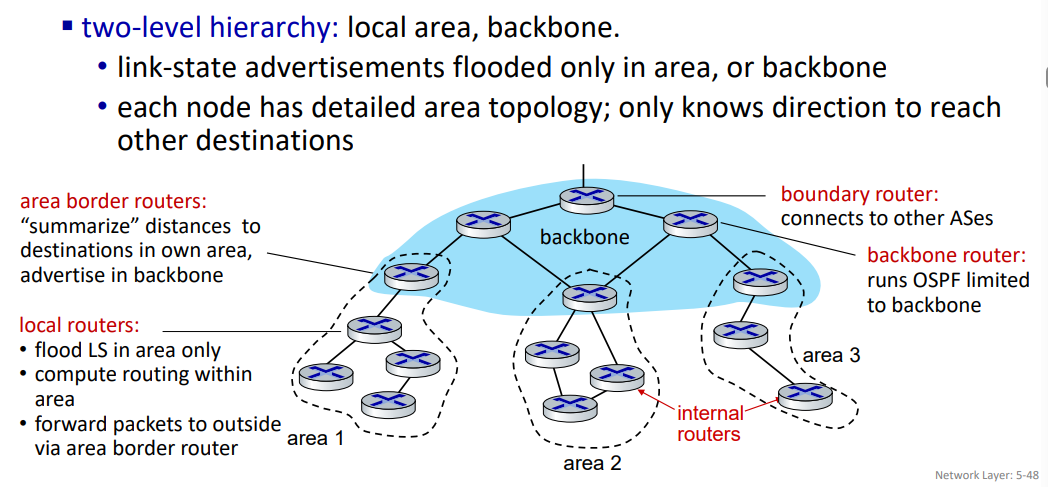 ▪ two-level hierarchy: local area, backbone.
• link-state advertisements flooded only in area, or backbone
• each node has detailed area topology; only knows direction to reach
other destinations
area border routers:
“summarize” distances to
destinations in own area,
advertise in backbone
local routers:
• flood LS in area only
• compute routing within
area
• forward packets to outside
via area border router
backbone
boundary router:
connects to other ASes
backbone router:
runs OSPF limited
to backbone
area 1
area 2
area 3
internal
routers
Network Layer: 5-48